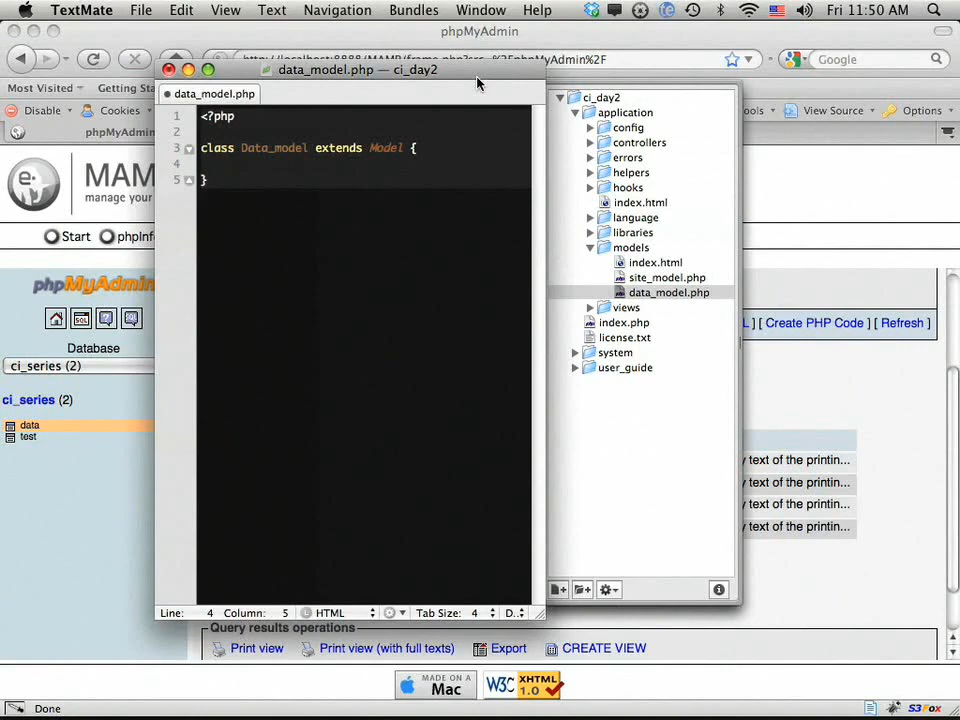 TextMate File Edit View Text Navigation Bundles Window Help Fri 11:50 AM
phpMyAdmin
Google
Most Visited Getting Sta
Disable Cookies ools View Source Options
phpMyAdmin
data_model.php — ci_day2
data_model.php
1 <?php
2
3 class Data_model extends Model {
4
5 }
ci_day2
application
config
controllers
errors
helpers
hooks
index.html
language
libraries
models
index.html
site_model.php
data_model.php
views
index.php
license.txt
system
user_guide
MAM
manage your
Start phpInf
phpMyAdmin
Database
ci_series (2)
ci_series (2)
data
test
L ] [ Create PHP Code ] [ Refresh ]
y text of the printin...
y text of the printin...
y text of the printin...
y text of the printin...
Line: 4 Column: 5 HTML Tab Size: 4 D..
Query results operations
Print view Print view (with full texts) Export CREATE VIEW
MADE ON A
Mac
W3C XHTML
1.0
Done S3Fox